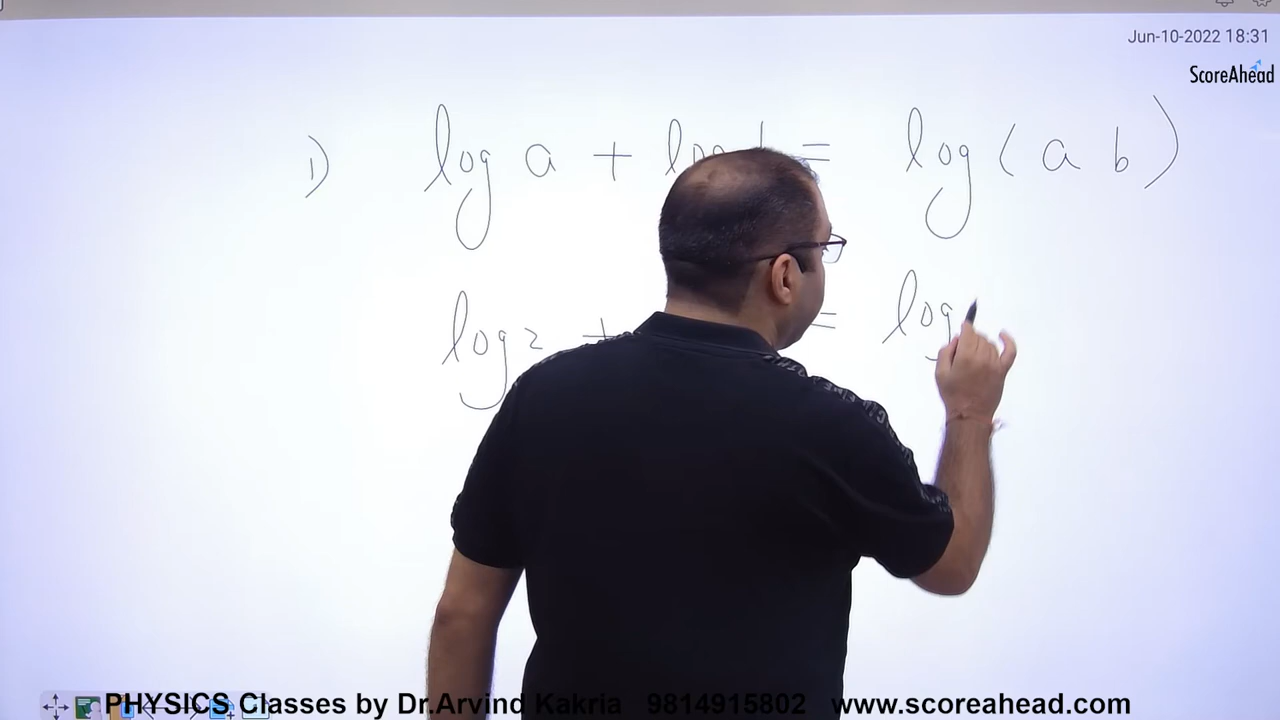 Jun-10-2022 18:31
ScoreAhead
1) log a + log b = log (a b)
log 2 + = log
PHYSICS Classes by Dr.Arvind Kakria 9814915802 www.scoreahead.com